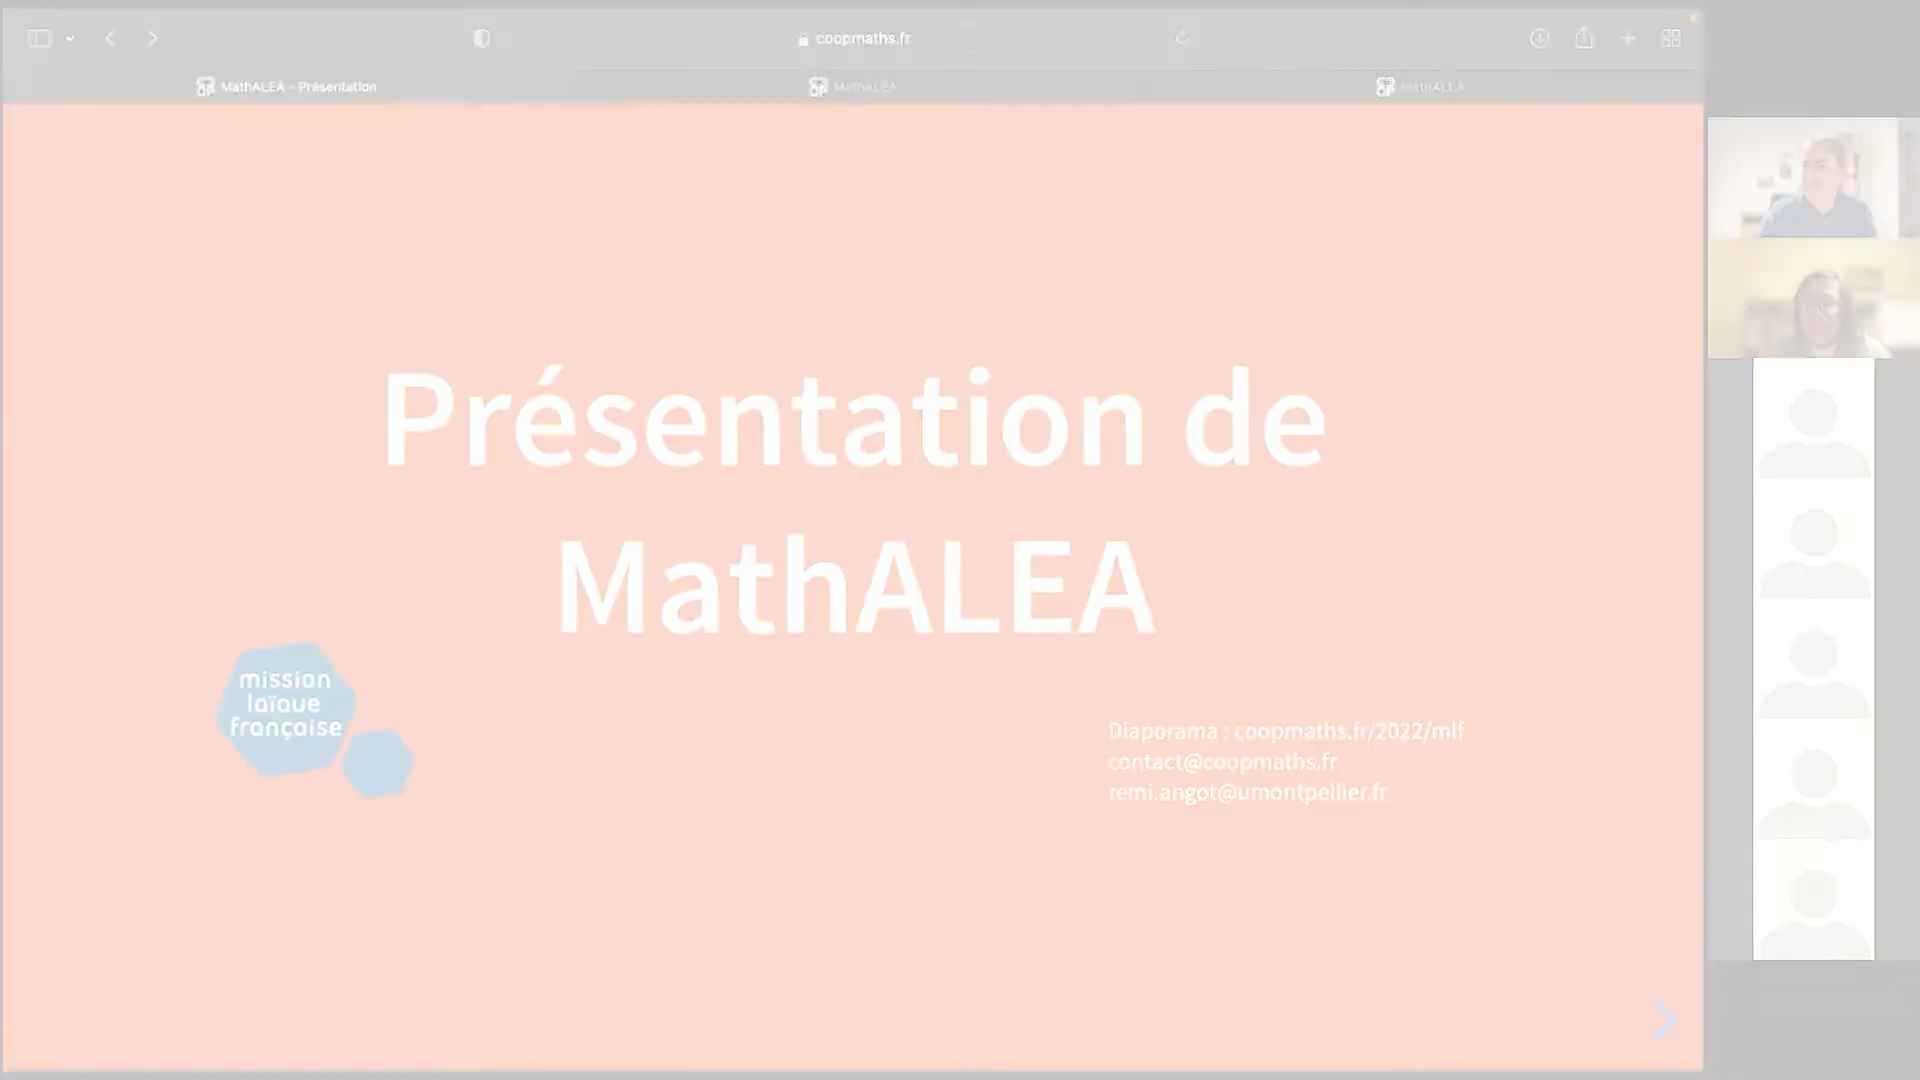 coopmaths.fr
MathALEA – Présentation
MathALEA
MathALEA
Présentation de
MathALEA
mission
laïque
française
Diaporama : coopmaths.fr/2022/mlf
contact@coopmaths.fr
remi.angot@umontpellier.fr